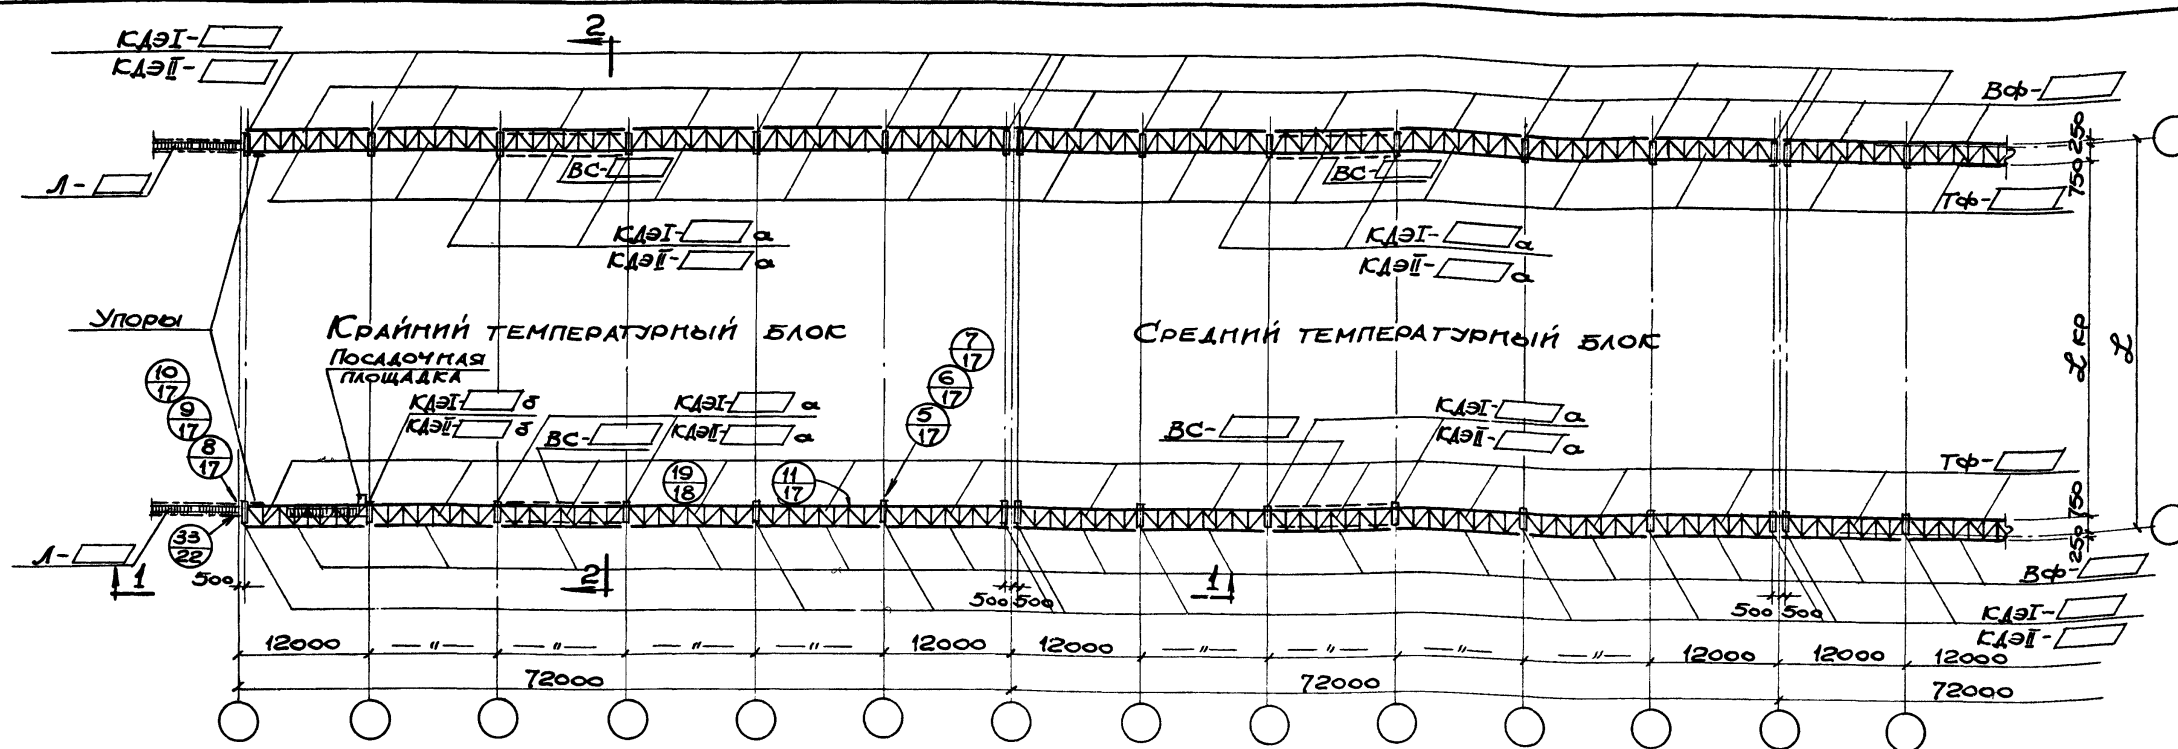 2
КДЭI-
КДЭII-
ВФ-
250
750
Л-
ВС-
ВС-
ТФ-
КДЭI- а
КДЭII- а
КДЭI- а
КДЭII- а
Упоры
Крайний температурный блок
Средний температурный блок
Lкр
L
Посадочная
площадка
7
17
6
17
5
17
10
17
9
17
8
17
КДЭI- б
КДЭII- б
ВС-
КДЭI- а
КДЭII- а
ВС-
КДЭI- а
КДЭII- а
ТФ-
19
18
11
17
750
250
33
22
Л-
1
500
2
500 500
1
500 500
ВФ-
КДЭI-
КДЭII-
12000 —"— —"— —"— —"— 12000 12000 —"— —"— —"— —"— 12000 12000 12000
72000 72000 72000